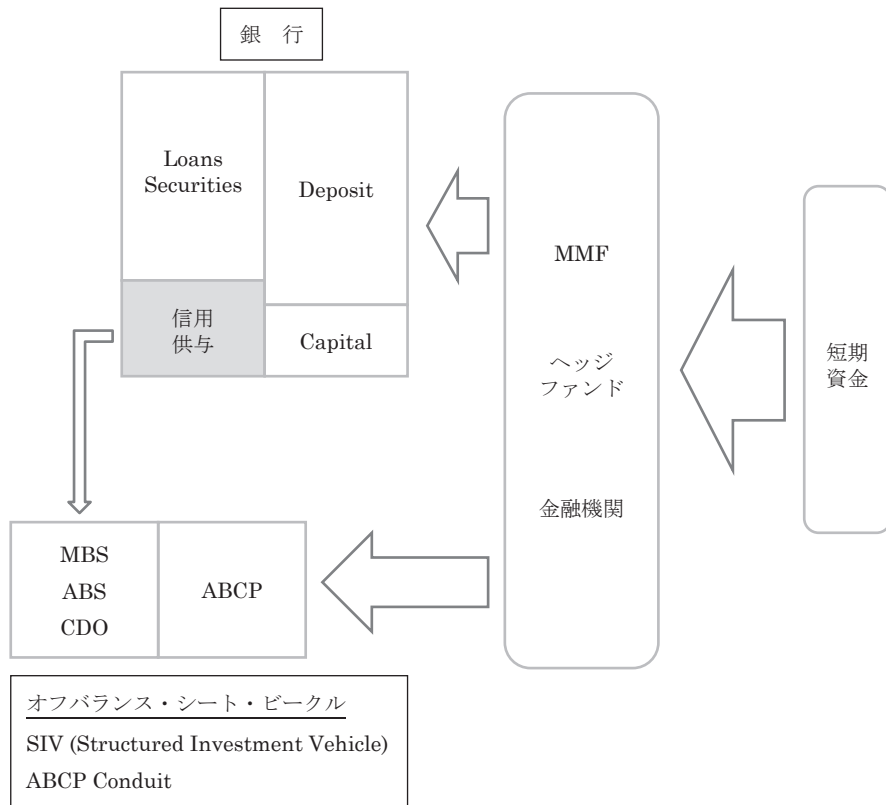 銀　行
Loans
Securities
Deposit
信用
供与
Capital
MMF
ヘッジ
ファンド
金融機関
短期
資金
MBS
ABS
CDO
ABCP
オフバランス・シート・ビークル
SIV (Structured Investment Vehicle)
ABCP Conduit